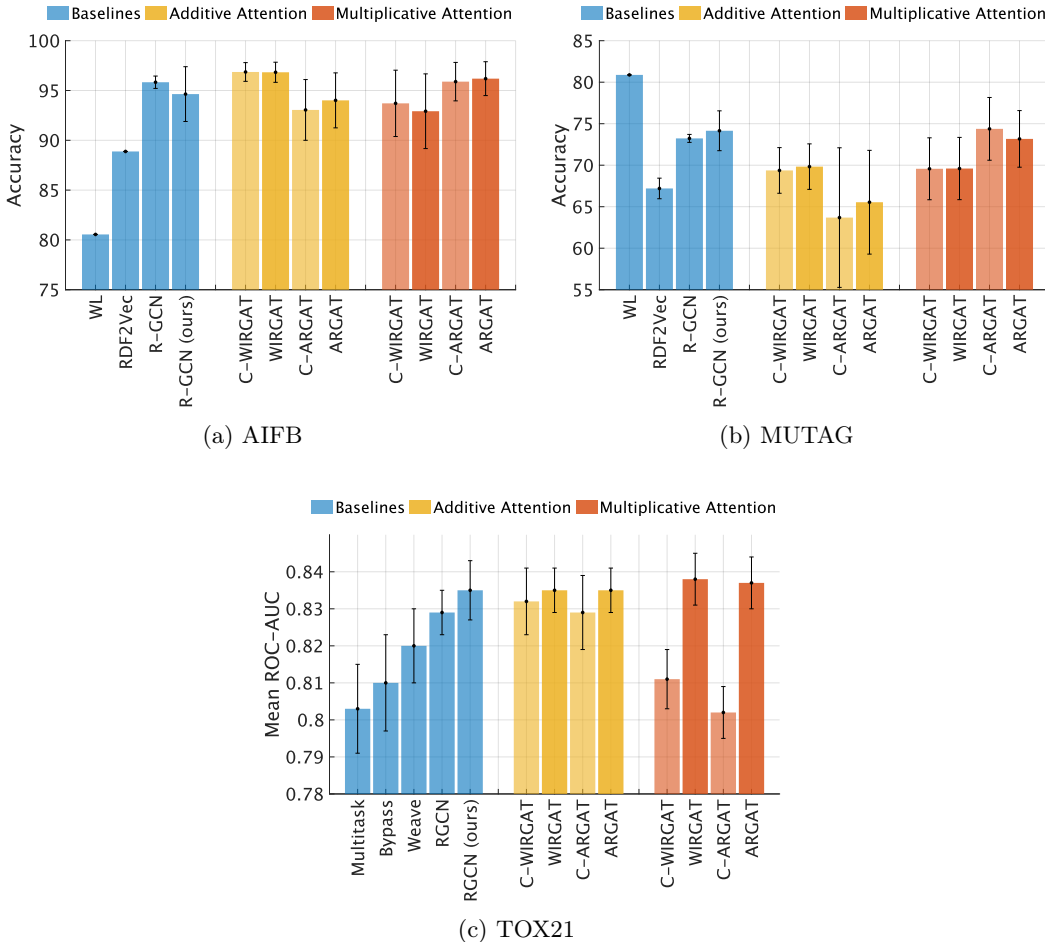 Baselines Additive Attention Multiplicative Attention
100
95
90
85
80
75
Accuracy
WL
RDF2Vec
R-GCN
R-GCN (ours)
C-WIRGAT
WIRGAT
C-ARGAT
ARGAT
C-WIRGAT
WIRGAT
C-ARGAT
ARGAT
(a) AIFB
Baselines Additive Attention Multiplicative Attention
85
80
75
70
65
60
55
Accuracy
WL
RDF2Vec
R-GCN
R-GCN (ours)
C-WIRGAT
WIRGAT
C-ARGAT
ARGAT
C-WIRGAT
WIRGAT
C-ARGAT
ARGAT
(b) MUTAG
Baselines Additive Attention Multiplicative Attention
0.84
0.83
0.82
0.81
0.8
0.79
0.78
Mean ROC-AUC
Multitask
Bypass
Weave
RGCN
RGCN (ours)
C-WIRGAT
WIRGAT
C-ARGAT
ARGAT
C-WIRGAT
WIRGAT
C-ARGAT
ARGAT
(c) TOX21